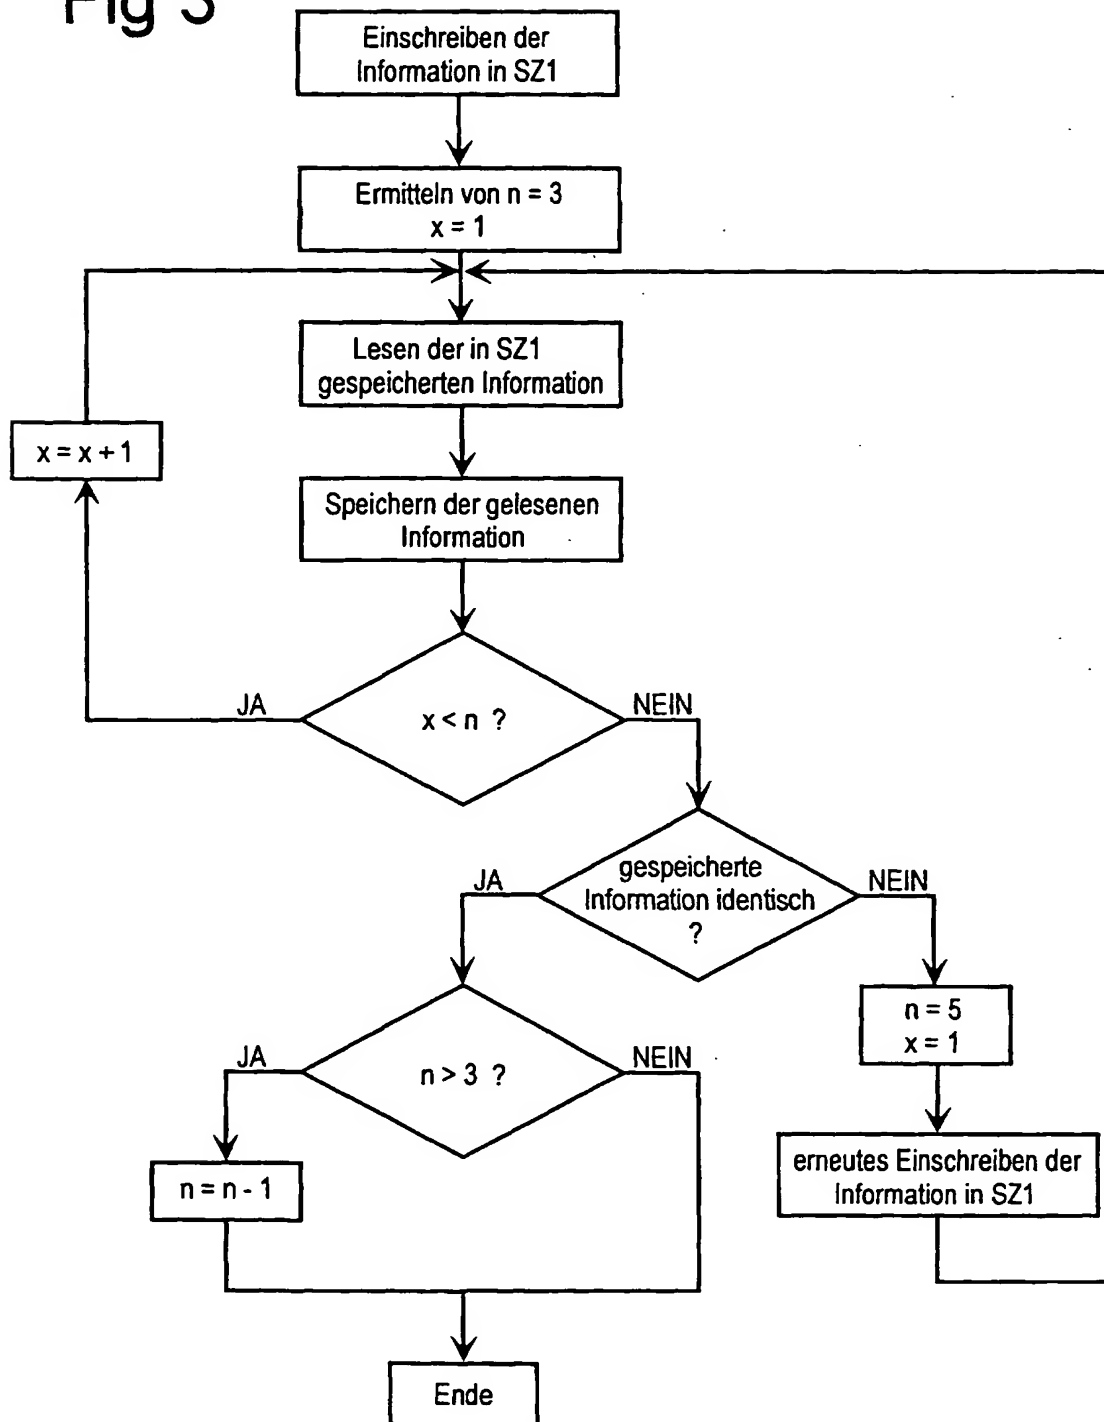 Fig 3
Einschreiben der
Information in SZ1
Ermitteln von n = 3
x = 1
Lesen der in SZ1
gespeicherten Information
x = x + 1
Speichern der gelesenen
Information
JA
x < n ?
NEIN
gespeicherte
Information identisch
?
JA
NEIN
n = 5
x = 1
JA
n > 3 ?
NEIN
erneutes Einschreiben der
Information in SZ1
n = n - 1
Ende